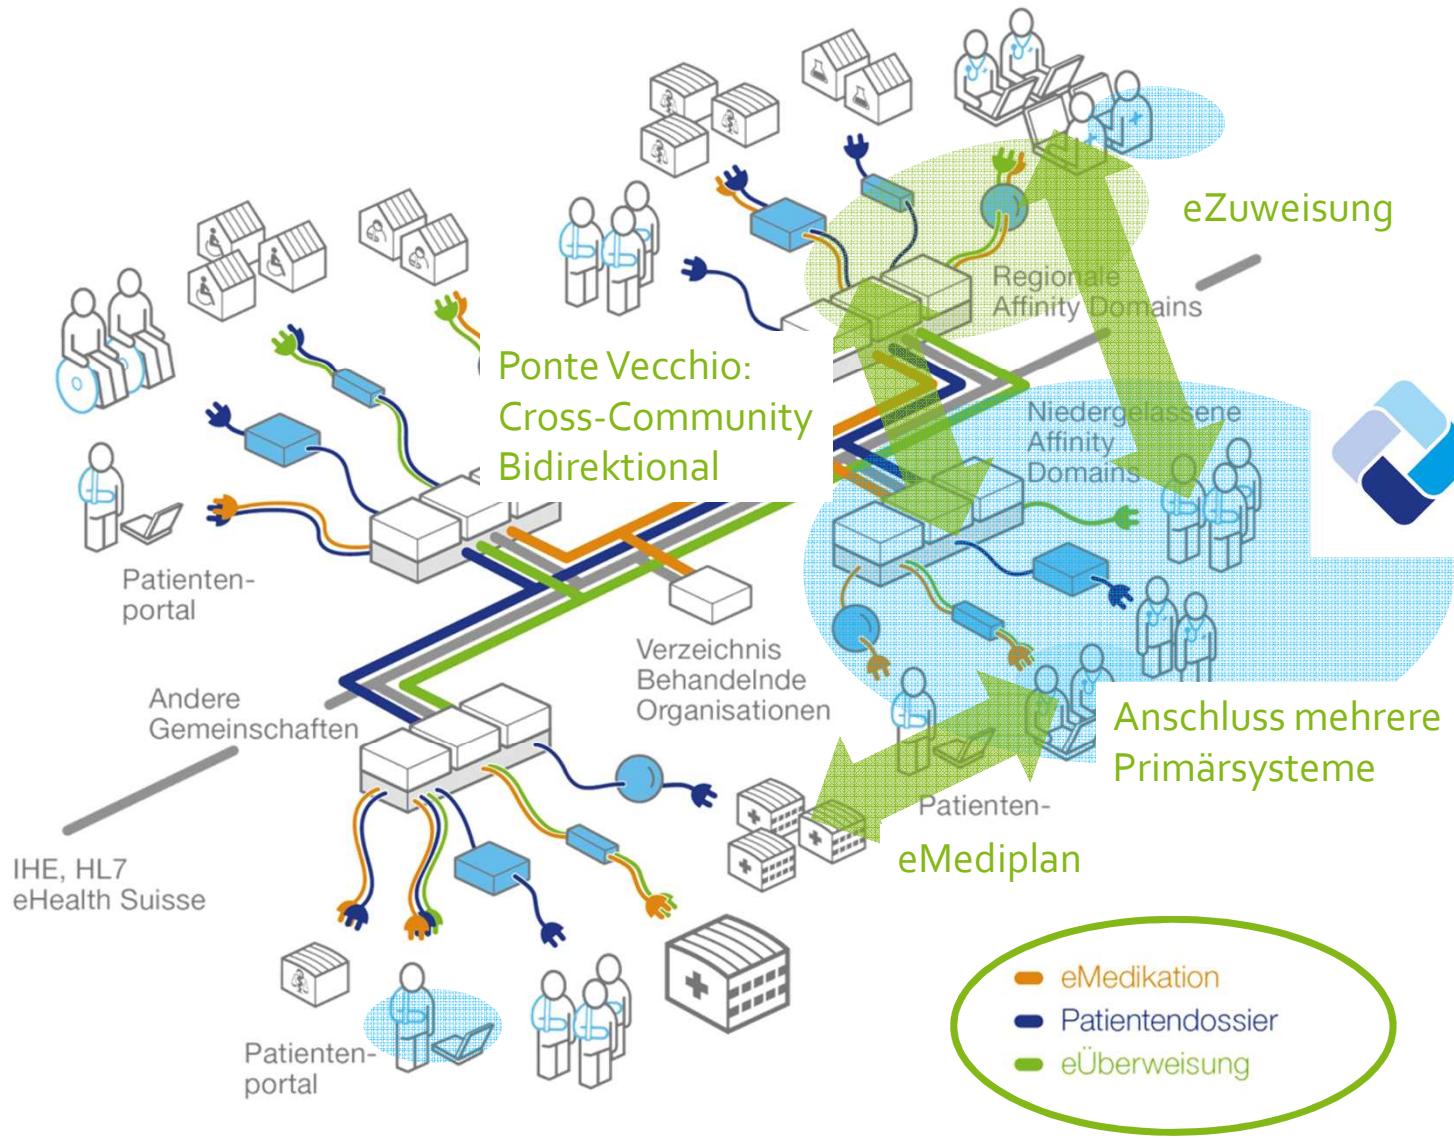 eZuweisung
Regionale
Affinity Domains
Ponte Vecchio:
Cross-Community
Bidirektional
Niedergelassene
Affinity
Domains
Patienten-
portal
Verzeichnis
Behandelnde
Organisationen
Andere
Gemeinschaften
Anschluss mehrere
Primärsysteme
Patienten-
eMediplan
IHE, HL7
eHealth Suisse
eMedikation
Patientendossier
eÜberweisung
Patienten-
portal